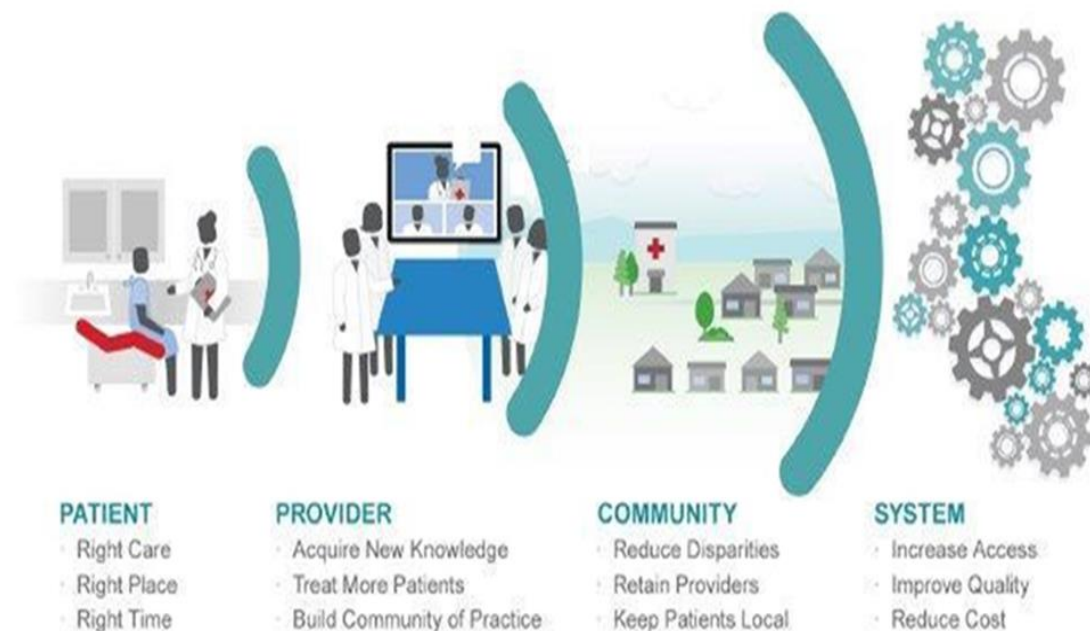 PATIENT
· Right Care
· Right Place
· Right Time
PROVIDER
· Acquire New Knowledge
· Treat More Patients
· Build Community of Practice
COMMUNITY
· Reduce Disparities
· Retain Providers
· Keep Patients Local
SYSTEM
· Increase Access
· Improve Quality
· Reduce Cost